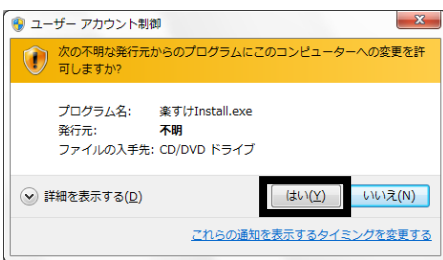 ユーザー アカウント制御
次の不明な発行元からのプログラムにこのコンピューターへの変更を許
可しますか?
プログラム名: 楽すけInstall.exe
発行元: 不明
ファイルの入手先: CD/DVD ドライブ
詳細を表示する(D)
はい(Y)
いいえ(N)
これらの通知を表示するタイミングを変更する